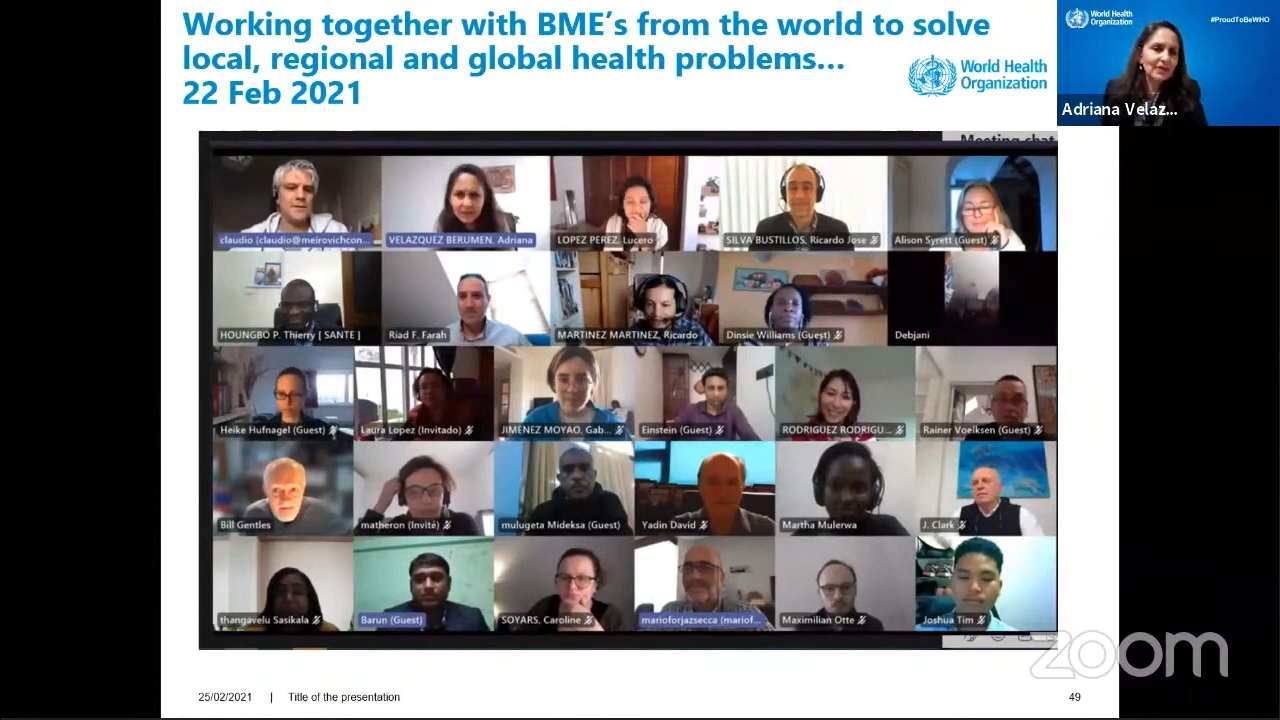 Working together with BME's from the world to solve
local, regional and global health problems...
22 Feb 2021
World Health
Organization
World Health
Organization
#ProudToBeWHO
Adriana Velaz...
Meeting chat
claudio (claudio@meirovichcon...
VELAZQUEZ BERUMEN, Adriana
LOPEZ PEREZ, Lucero
SILVA BUSTILLOS, Ricardo Jose
Alison Syrett (Guest)
HOUNGBO P. Thierry [ SANTE ]
Riad F. Farah
MARTINEZ MARTINEZ, Ricardo
Dinsie Williams (Guest)
Debjani
Heike Hufnagel (Guest)
Laura Lopez (Invitado)
JIMENEZ MOYAO, Gab...
Einstein (Guest)
RODRIGUEZ RODRIGU...
Rainer Voelksen (Guest)
Bill Gentles
matheron (Invité)
mulugeta Mideksa (Guest)
Yadin David
Martha Mulerwa
J. Clark
thangavelu Sasikala
Barun (Guest)
SOYARS, Caroline
marioforjazsecca (mariof...
Maximilian Otte
Joshua Tim
zoom
25/02/2021 | Title of the presentation
49